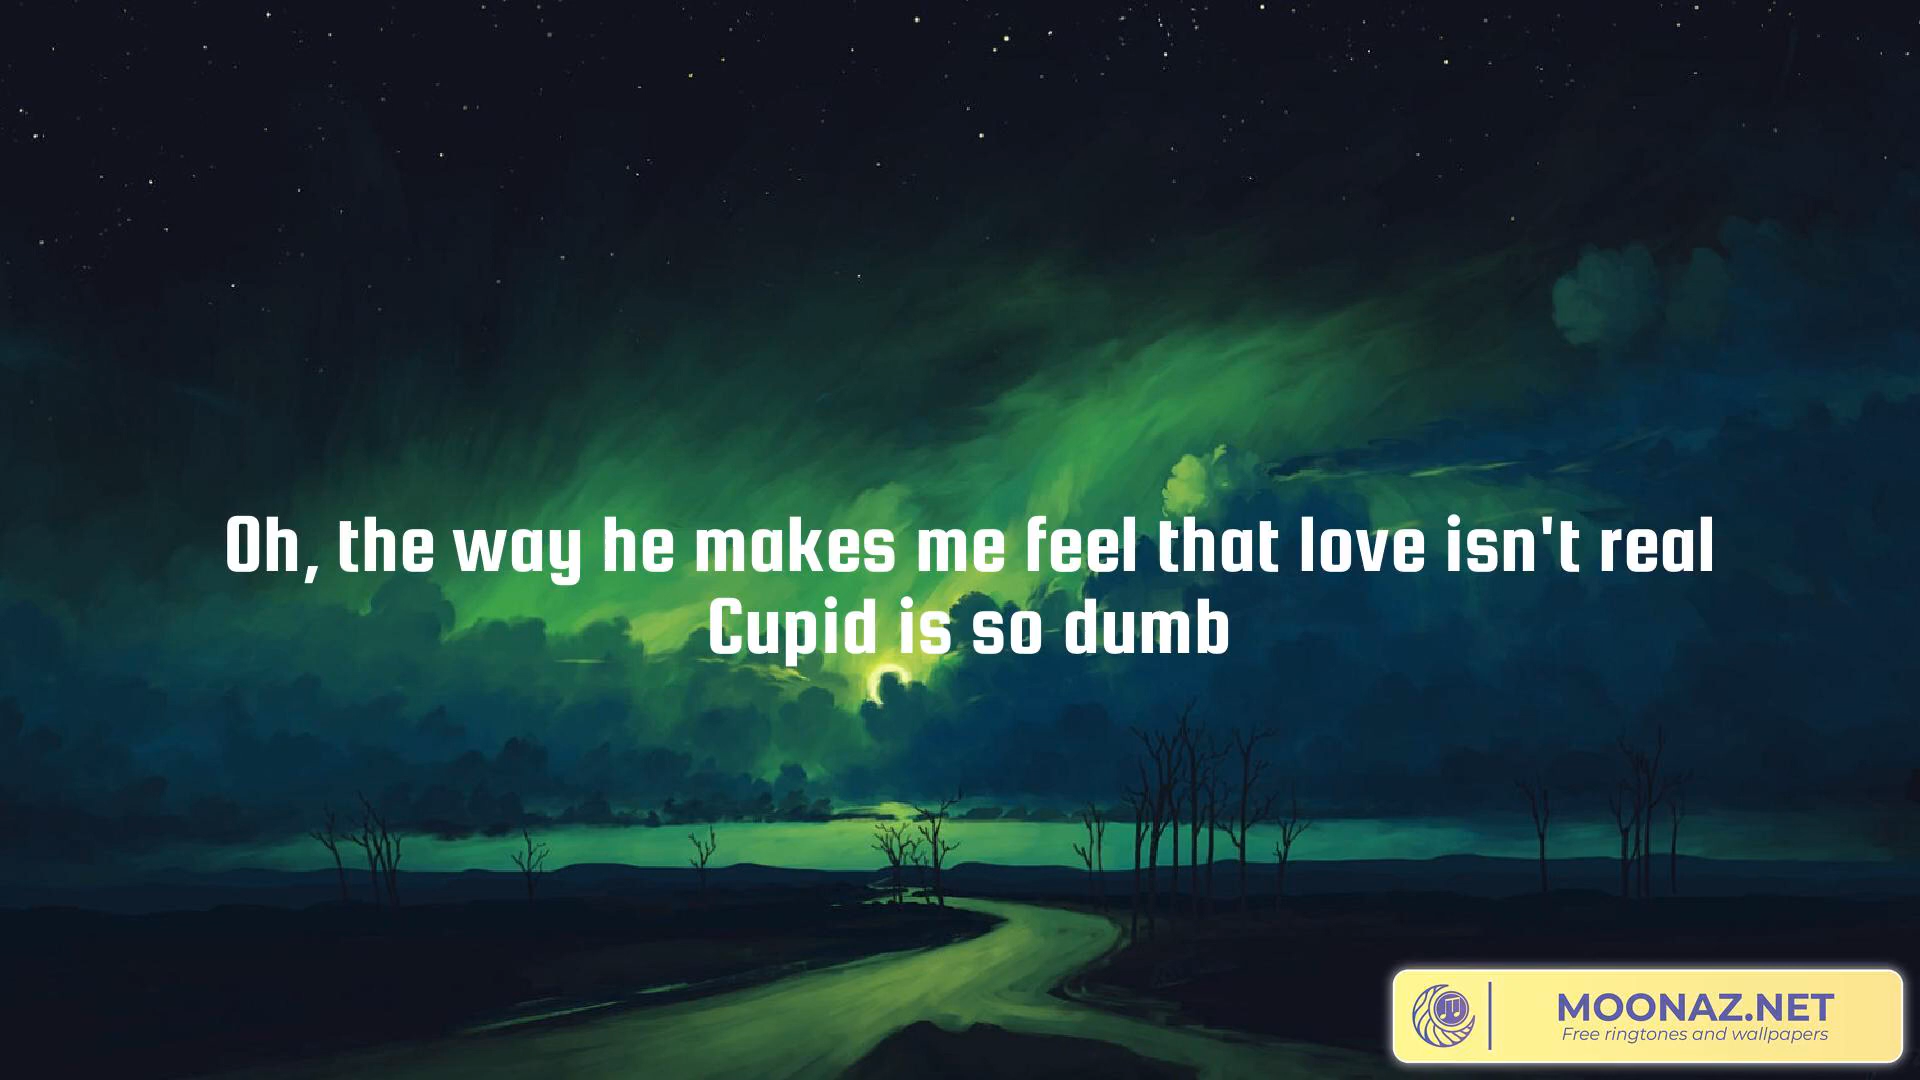 Oh, the way he makes me feel that love isn't real
Cupid is so dumb
MOONAZ.NET
Free ringtones and wallpapers